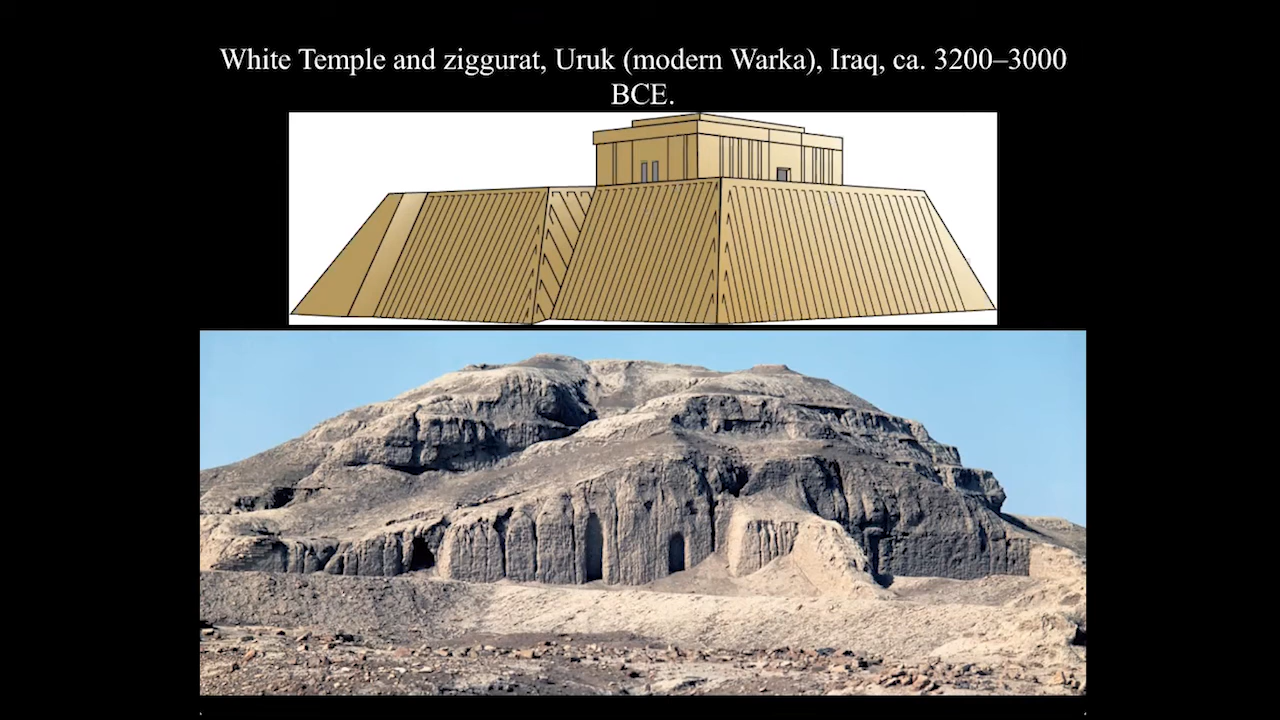 White Temple and ziggurat, Uruk (modern Warka), Iraq, ca. 3200–3000
BCE.